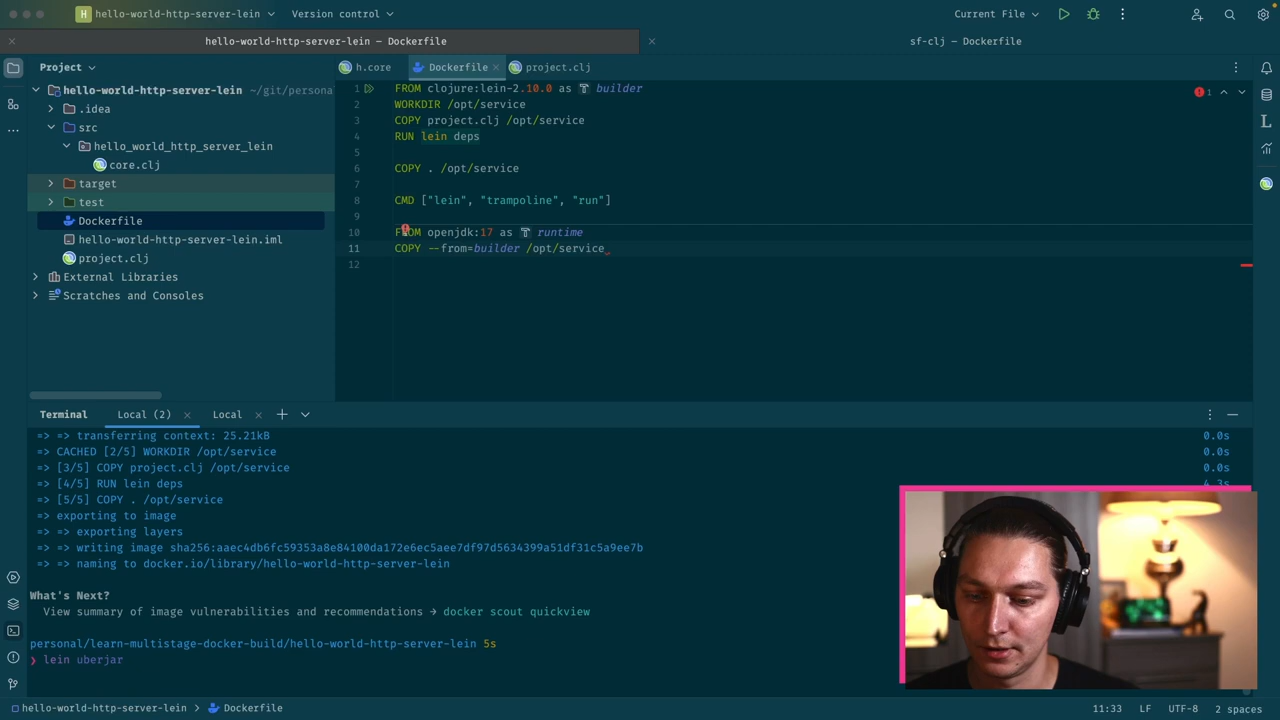 H hello-world-http-server-lein Version control Current File
hello-world-http-server-lein – Dockerfile sf-clj – Dockerfile
Project h.core Dockerfile project.clj
hello-world-http-server-lein ~/git/persona
.idea
src
hello_world_http_server_lein
core.clj
target
test
Dockerfile
hello-world-http-server-lein.iml
project.clj
External Libraries
Scratches and Consoles
1 FROM clojure:lein-2.10.0 as builder 1
2 WORKDIR /opt/service
3 COPY project.clj /opt/service
4 RUN lein deps
5
6 COPY . /opt/service
7
8 CMD ["lein", "trampoline", "run"]
9
10 FROM openjdk:17 as runtime
11 COPY --from=builder /opt/service
12
Terminal Local (2) Local
=> => transferring context: 25.21kB 0.0s
=> CACHED [2/5] WORKDIR /opt/service 0.0s
=> [3/5] COPY project.clj /opt/service 0.0s
=> [4/5] RUN lein deps 4.3s
=> [5/5] COPY . /opt/service
=> exporting to image
=> => exporting layers
=> => writing image sha256:aaec4db6fc59353a8e84100da172e6ec5aee7df97d5634399a51df31c5a9ee7b
=> => naming to docker.io/library/hello-world-http-server-lein
What's Next?
View summary of image vulnerabilities and recommendations → docker scout quickview
personal/learn-multistage-docker-build/hello-world-http-server-lein 5s
❯ lein uberjar
hello-world-http-server-lein > Dockerfile 11:33 LF UTF-8 2 spaces